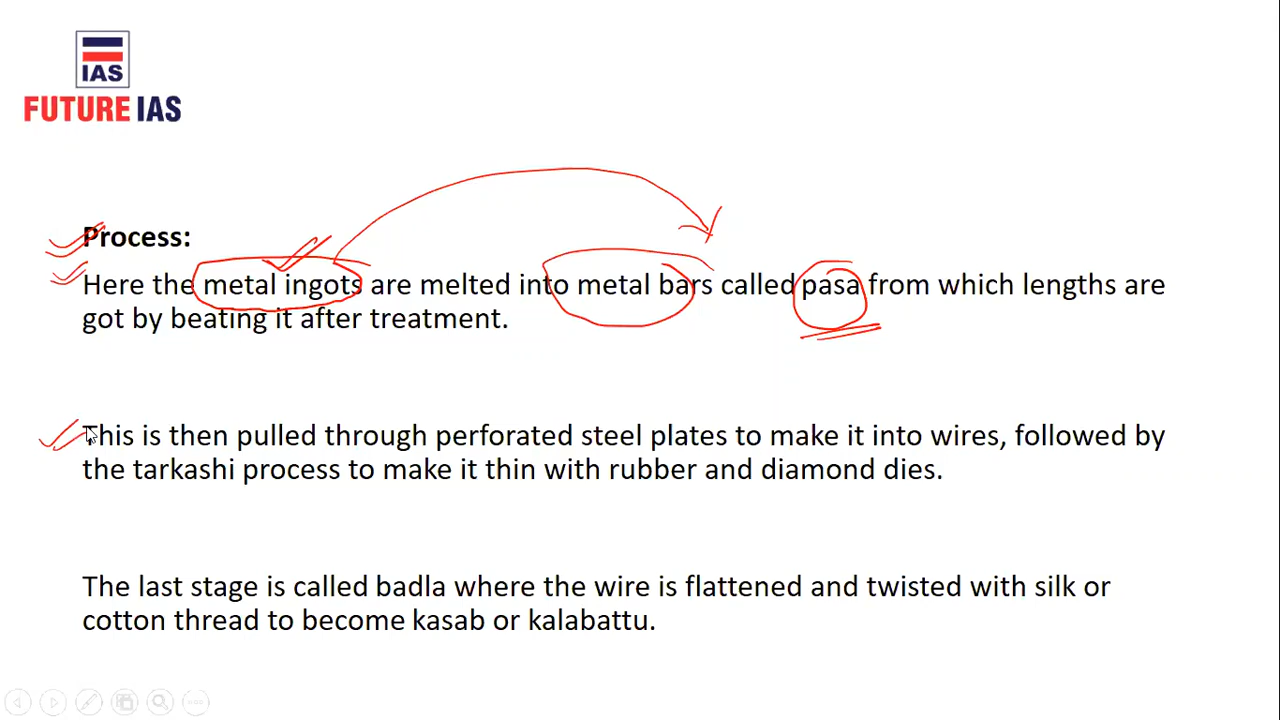 IAS
FUTURE IAS
Process:
Here the metal ingots are melted into metal bars called pasa from which lengths are
got by beating it after treatment.
This is then pulled through perforated steel plates to make it into wires, followed by
the tarkashi process to make it thin with rubber and diamond dies.
The last stage is called badla where the wire is flattened and twisted with silk or
cotton thread to become kasab or kalabattu.